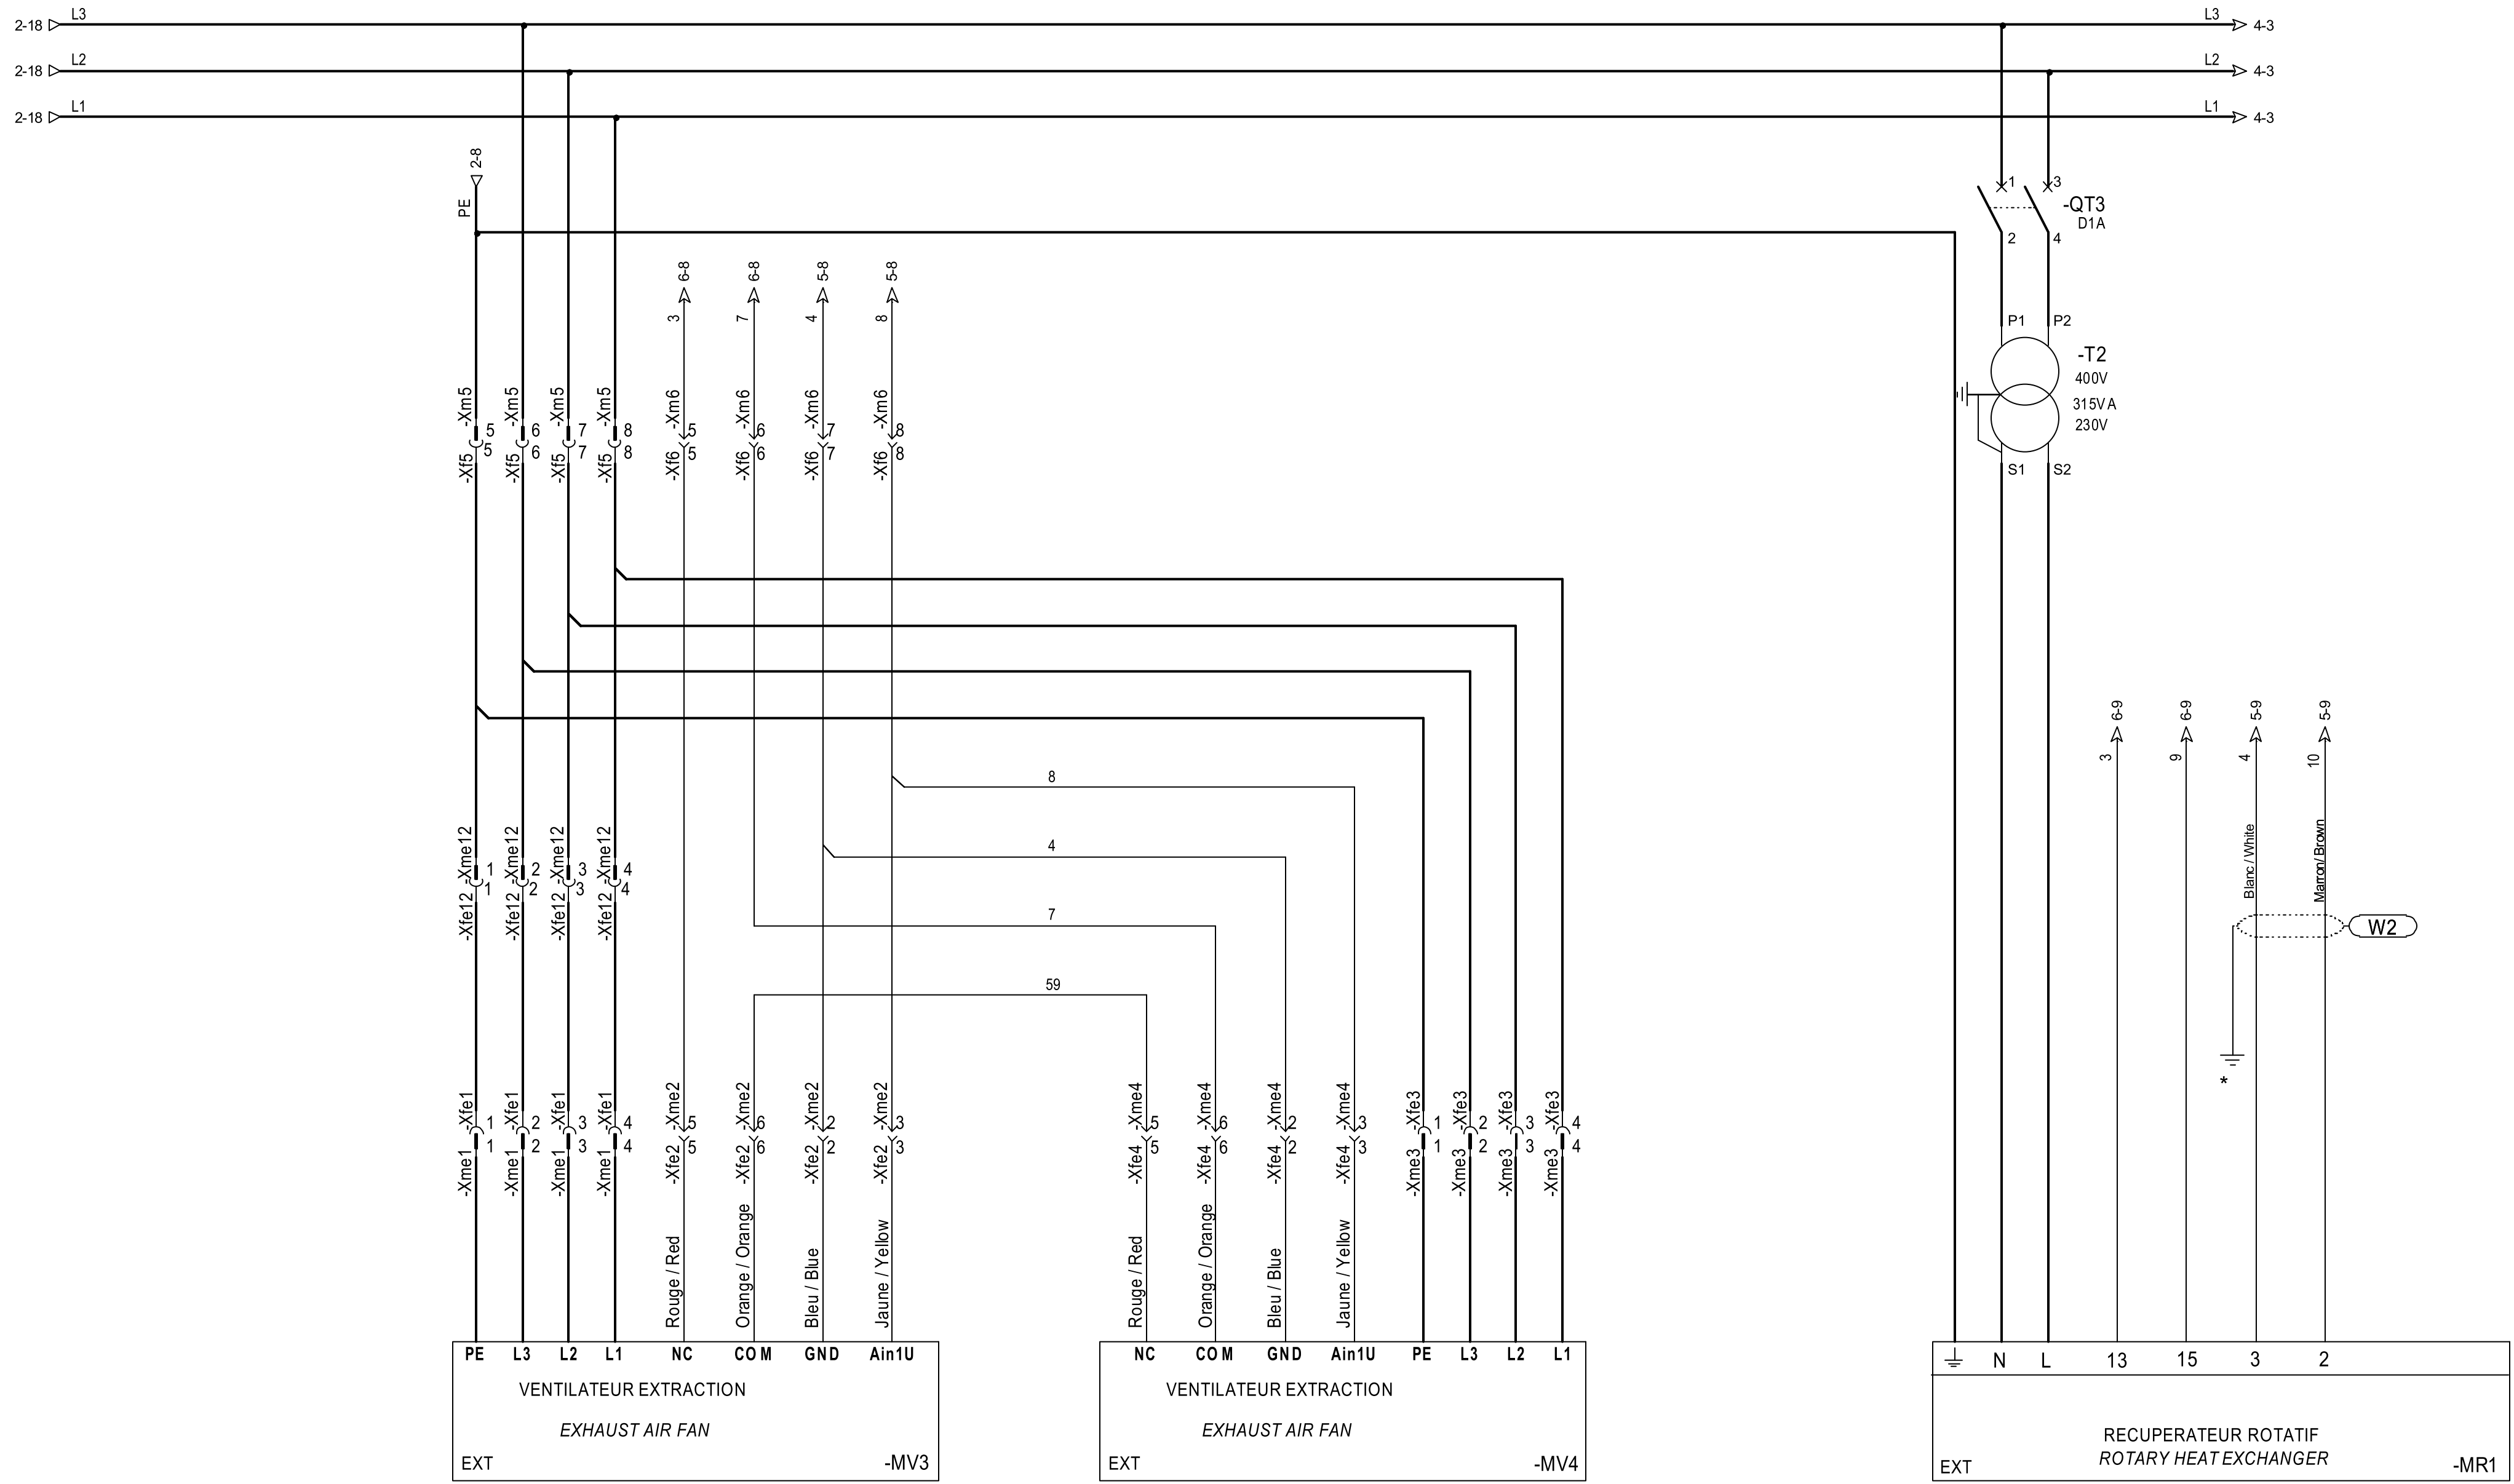 L3
2-18 4-3 L3
L2
2-18 4-3 L2
L1
2-18 4-3 L1
2-8
PE
1 3
-QT3
D1A
2 4
6-8 6-8 5-8 5-8
3 7 4 8
P1 P2
-T2
400V
315VA
230V
S1 S2
-Xm5 -Xm5 -Xm5 -Xm5 -Xm6 -Xm6 -Xm6 -Xm6
5 6 7 8 5 6 7 8
5 6 7 8 5 6 7 8
-Xf5 -Xf5 -Xf5 -Xf5 -Xf6 -Xf6 -Xf6 -Xf6
6-9 6-9 5-9 5-9
3 9 4 10
8
-Xme12 -Xme12 -Xme12 -Xme12
4
Blanc / White
Marron/ Brown
1 2 3 4
1 2 3 4
-Xfe12 -Xfe12 -Xfe12 -Xfe12
7
W2
59
*
-Xfe1 -Xfe1 -Xfe1 -Xfe1 -Xme2 -Xme2 -Xme2 -Xme2 -Xme4 -Xme4 -Xme4 -Xme4 -Xfe3 -Xfe3 -Xfe3 -Xfe3
1 2 3 4 5 6 2 3 5 6 2 3 1 2 3 4
1 2 3 4 5 6 2 3 5 6 2 3 1 2 3 4
-Xme1 -Xme1 -Xme1 -Xme1 -Xfe2 -Xfe2 -Xfe2 -Xfe2 -Xfe4 -Xfe4 -Xfe4 -Xfe4 -Xme3 -Xme3 -Xme3 -Xme3
Rouge / Red
Orange / Orange
Bleu / Blue
Jaune / Yellow
Rouge / Red
Orange / Orange
Bleu / Blue
Jaune / Yellow
PE L3 L2 L1 NC COM GND Ain1U
VENTILATEUR EXTRACTION
EXHAUST AIR FAN
EXT -MV3
NC COM GND Ain1U PE L3 L2 L1
VENTILATEUR EXTRACTION
EXHAUST AIR FAN
EXT -MV4
N L 13 15 3 2
RECUPERATEUR ROTATIF
ROTARY HEAT EXCHANGER
EXT -MR1